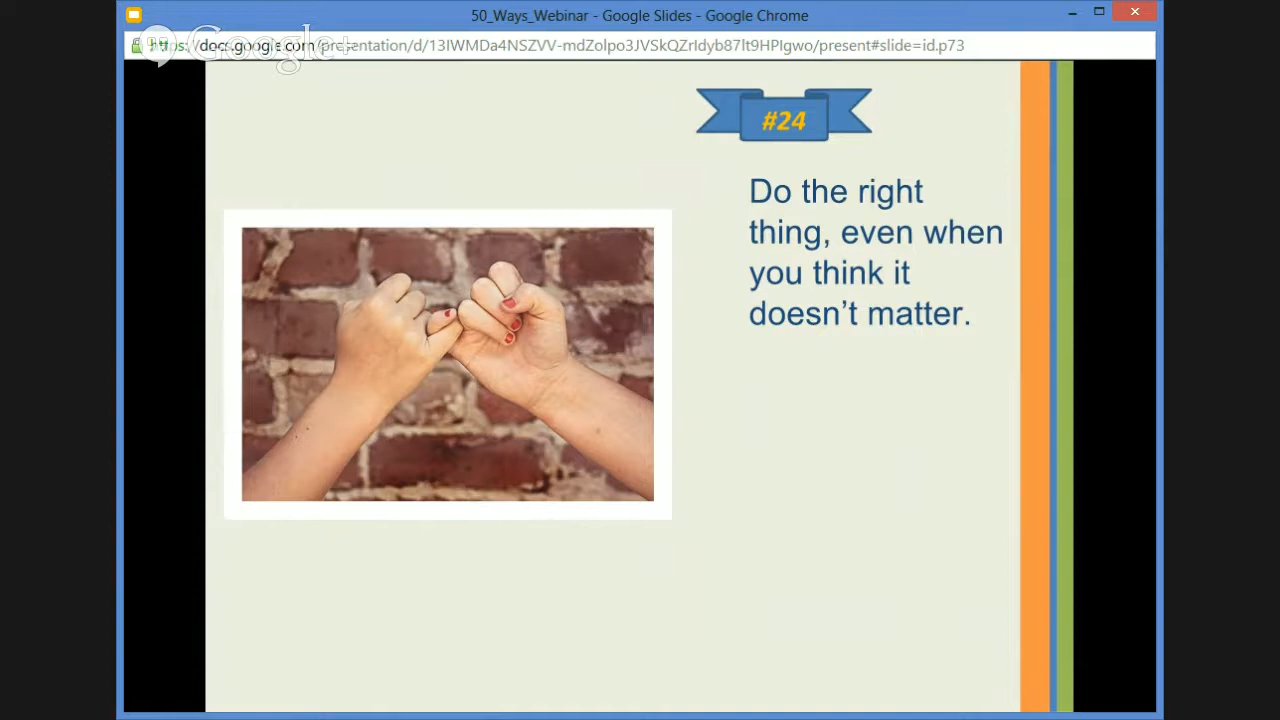 50_Ways_Webinar - Google Slides - Google Chrome
https://docs.google.com/presentation/d/13IWMDa4NSZVV-mdZolpo3JVSkQZrIdyb87lt9HPIgwo/present#slide=id.p73
Google+
#24
Do the right
thing, even when
you think it
doesn't matter.